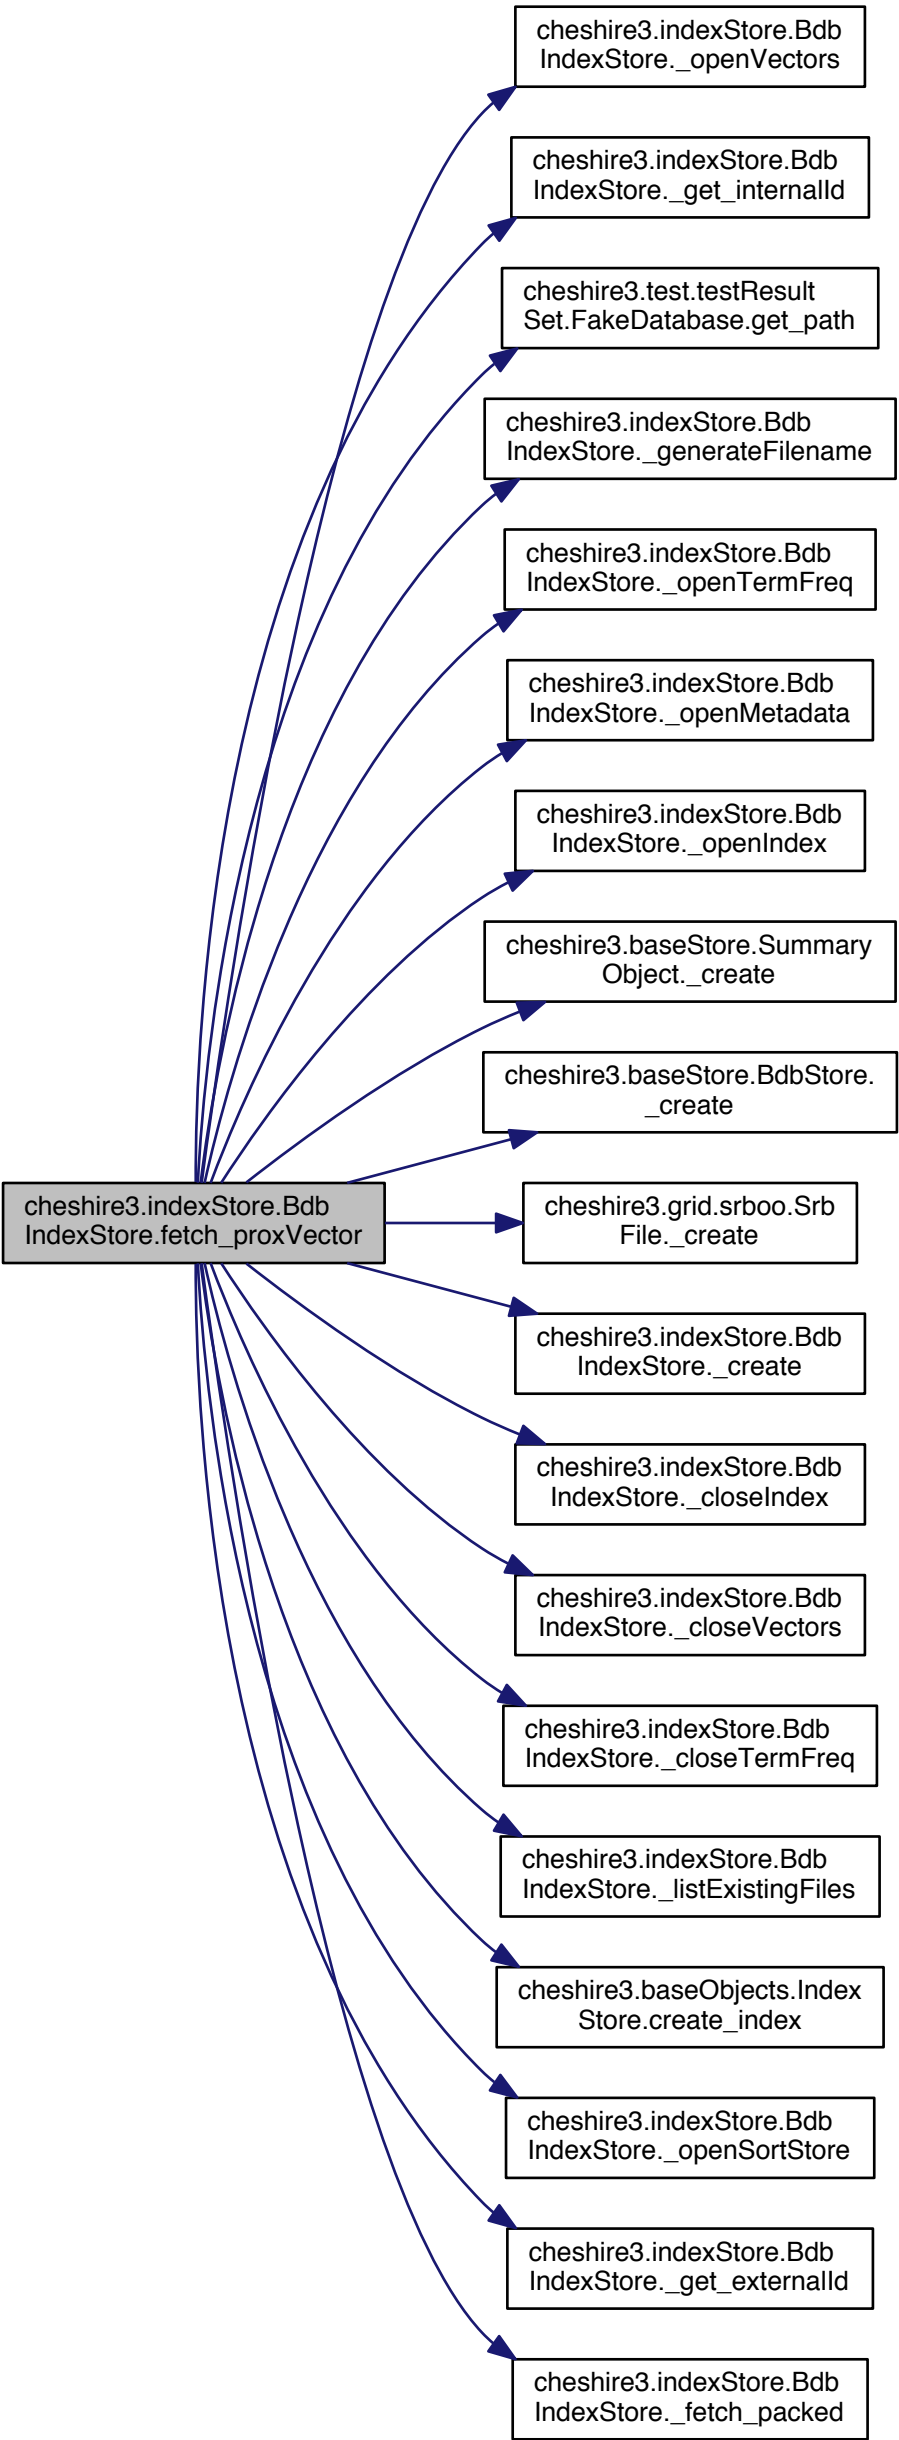 cheshire3.indexStore.Bdb
IndexStore._openVectors
cheshire3.indexStore.Bdb
IndexStore._get_internalId
cheshire3.test.testResult
Set.FakeDatabase.get_path
cheshire3.indexStore.Bdb
IndexStore._generateFilename
cheshire3.indexStore.Bdb
IndexStore._openTermFreq
cheshire3.indexStore.Bdb
IndexStore._openMetadata
cheshire3.indexStore.Bdb
IndexStore._openIndex
cheshire3.baseStore.Summary
Object._create
cheshire3.baseStore.BdbStore.
_create
cheshire3.indexStore.Bdb
IndexStore.fetch_proxVector
cheshire3.grid.srboo.Srb
File._create
cheshire3.indexStore.Bdb
IndexStore._create
cheshire3.indexStore.Bdb
IndexStore._closeIndex
cheshire3.indexStore.Bdb
IndexStore._closeVectors
cheshire3.indexStore.Bdb
IndexStore._closeTermFreq
cheshire3.indexStore.Bdb
IndexStore._listExistingFiles
cheshire3.baseObjects.Index
Store.create_index
cheshire3.indexStore.Bdb
IndexStore._openSortStore
cheshire3.indexStore.Bdb
IndexStore._get_externalId
cheshire3.indexStore.Bdb
IndexStore._fetch_packed